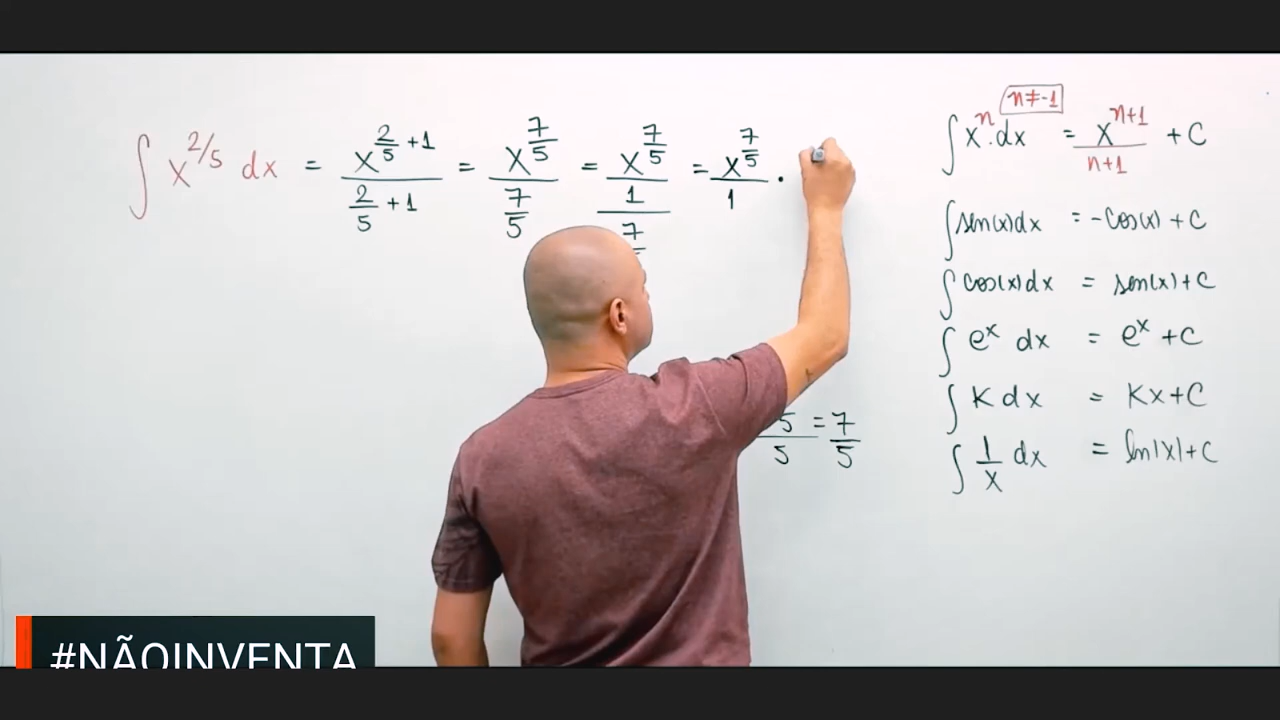 ∫ x^{2/5} dx = x^{2/5 + 1} / (2/5 + 1) = x^{7/5} / (7/5) = (x^{7/5} / 1) / (7/ = x^{7/5} / 1 ·
5/5 = 7/5
n ≠ -1
∫ x^n . dx = x^{n+1} / (n+1) + C
∫ sen(x)dx = -cos(x) + C
∫ cos(x)dx = sen(x) + C
∫ e^x dx = e^x + C
∫ K dx = Kx + C
∫ 1/x dx = ln|x| + C
#NÃOINVENTA